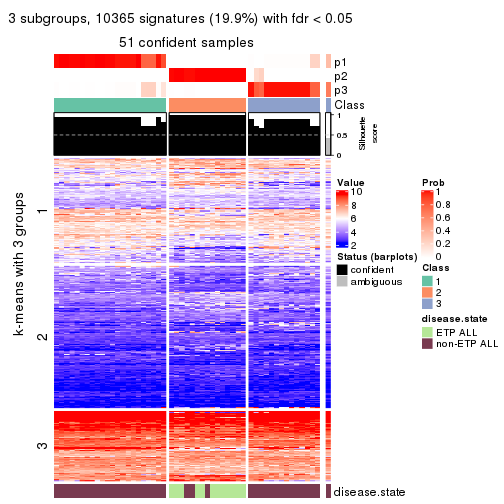 3 subgroups, 10365 signatures (19.9%) with fdr < 0.05
51 confident samples
p1
p2
p3
Class
1
0.5
0
Silhouette score
k-means with 3 groups
1
2
3
disease.state
Value
10
8
6
4
2
Status (barplots)
confident
ambiguous
Prob
1
0.8
0.6
0.4
0.2
0
Class
1
2
3
disease.state
ETP ALL
non-ETP ALL